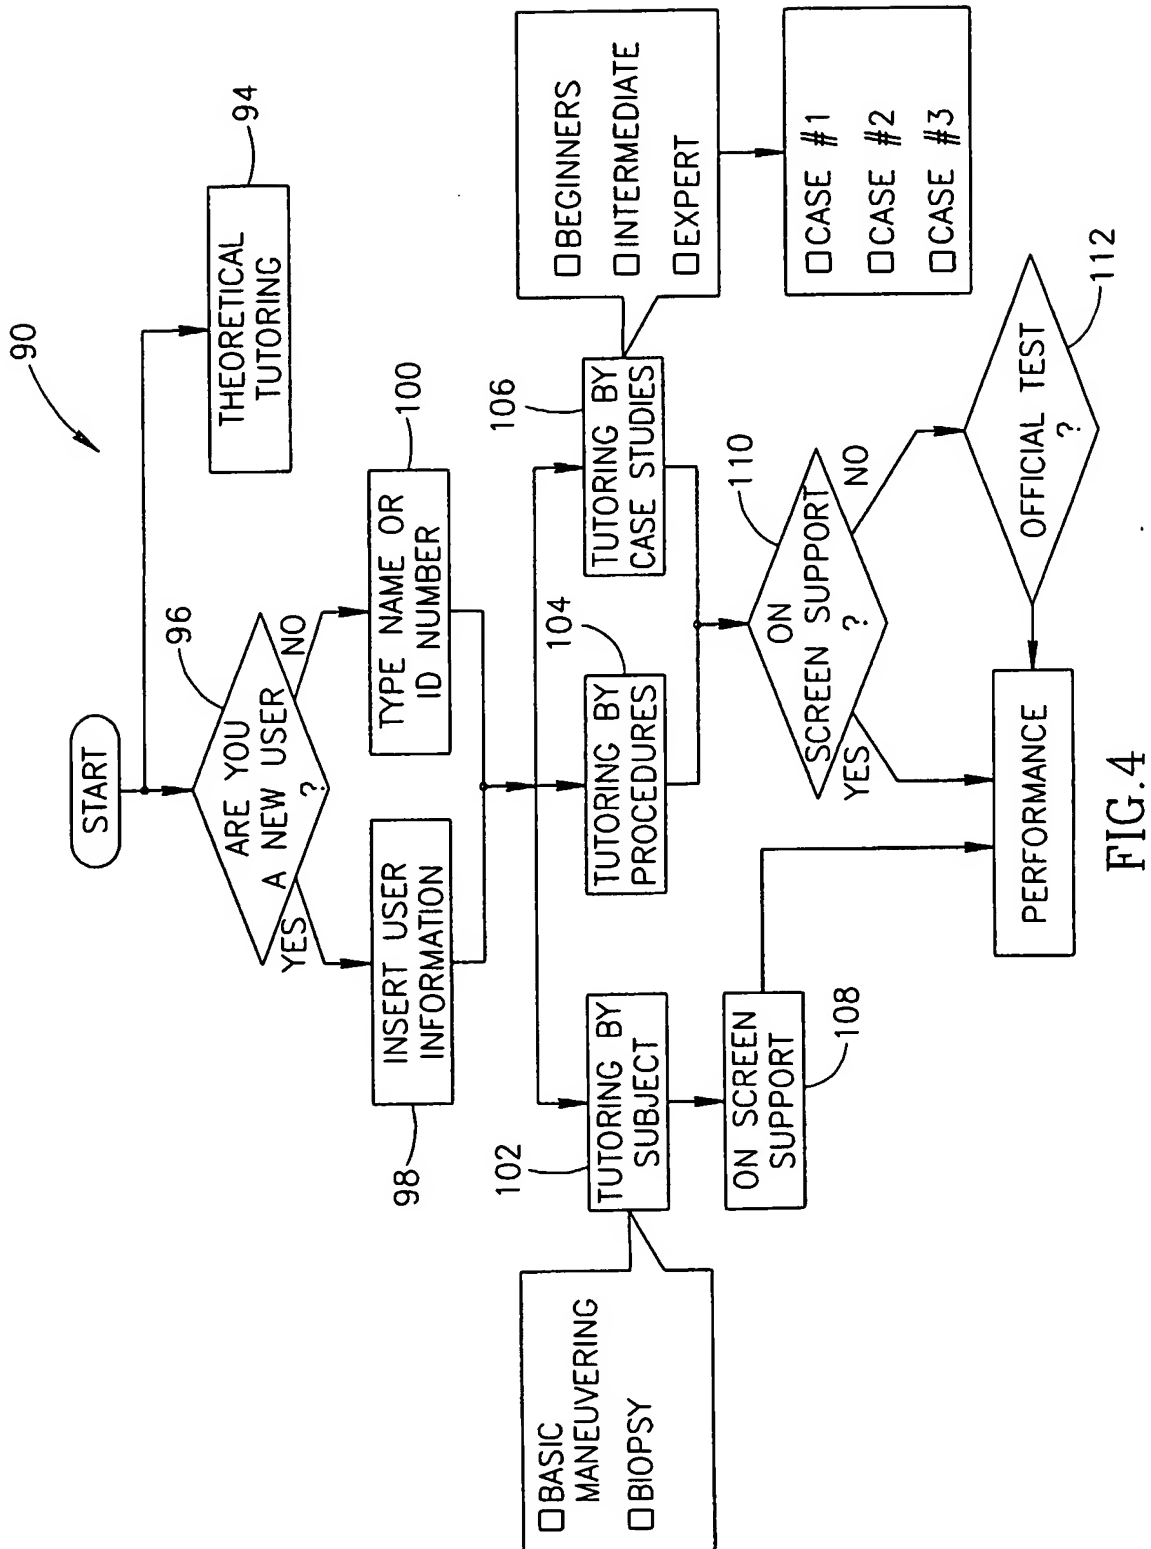 90
START
94
THEORETICAL
TUTORING
96
ARE YOU
A NEW USER
?
YES
NO
98
INSERT USER
INFORMATION
100
TYPE NAME OR
ID NUMBER
102
TUTORING BY
SUBJECT
104
TUTORING BY
PROCEDURES
106
TUTORING BY
CASE STUDIES
BASIC
MANEUVERING
BIOPSY
BEGINNERS
INTERMEDIATE
EXPERT
ON SCREEN
SUPPORT
108
110
ON
SCREEN SUPPORT
?
YES
NO
CASE #1
CASE #2
CASE #3
112
OFFICIAL TEST
?
PERFORMANCE
FIG.4